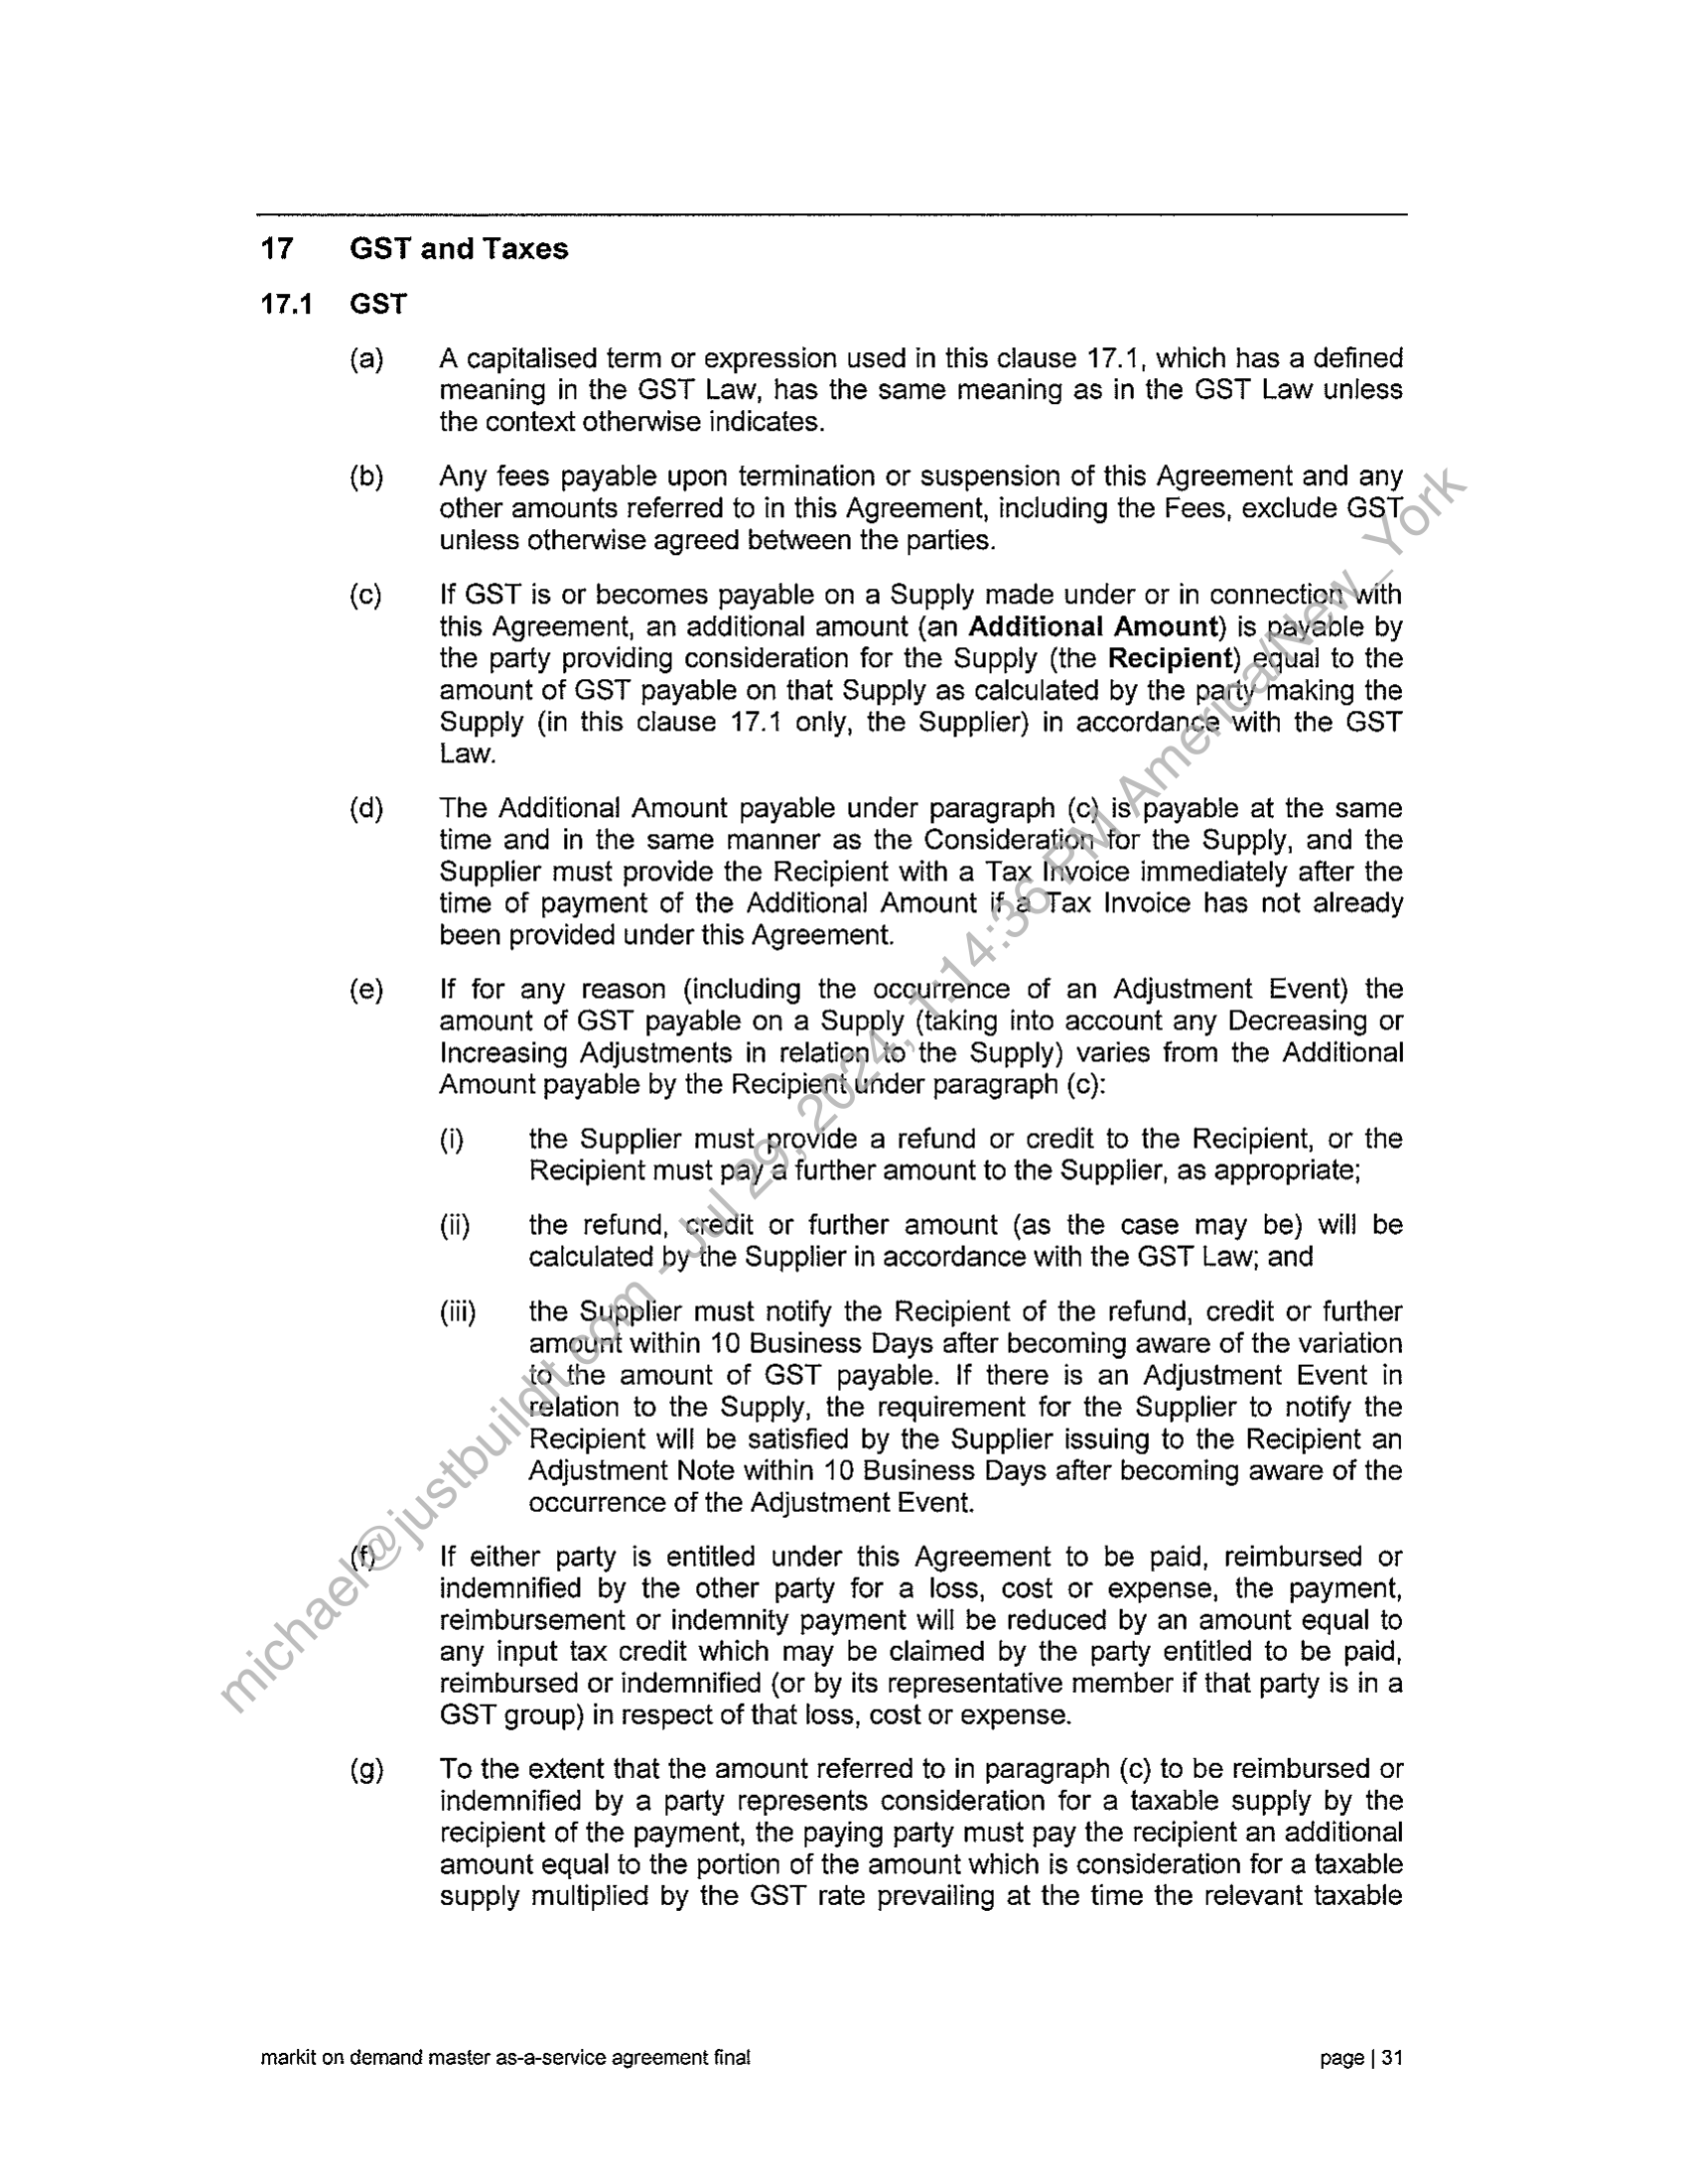 17 GST and Taxes
17.1 GST
(a) A capitalised term or expression used in this clause 17.1, which has a defined
meaning in the GST Law, has the same meaning as in the GST Law unless
the context otherwise indicates.
(b) Any fees payable upon termination or suspension of this Agreement and any
other amounts referred to in this Agreement, including the Fees, exclude GST
unless otherwise agreed between the parties.
(c) If GST is or becomes payable on a Supply made under or in connection with
this Agreement, an additional amount (an Additional Amount) is payable by
the party providing consideration for the Supply (the Recipient) equal to the
amount of GST payable on that Supply as calculated by the party making the
Supply (in this clause 17.1 only, the Supplier) in accordance with the GST
Law.
(d) The Additional Amount payable under paragraph (c) is payable at the same
time and in the same manner as the Consideration for the Supply, and the
Supplier must provide the Recipient with a Tax Invoice immediately after the
time of payment of the Additional Amount if a Tax Invoice has not already
been provided under this Agreement.
(e) If for any reason (including the occurrence of an Adjustment Event) the
amount of GST payable on a Supply (taking into account any Decreasing or
Increasing Adjustments in relation to the Supply) varies from the Additional
Amount payable by the Recipient under paragraph (c):
(i) the Supplier must provide a refund or credit to the Recipient, or the
Recipient must pay a further amount to the Supplier, as appropriate;
(ii) the refund, credit or further amount (as the case may be) will be
calculated by the Supplier in accordance with the GST Law; and
(iii) the Supplier must notify the Recipient of the refund, credit or further
amount within 10 Business Days after becoming aware of the variation
to the amount of GST payable. If there is an Adjustment Event in
relation to the Supply, the requirement for the Supplier to notify the
Recipient will be satisfied by the Supplier issuing to the Recipient an
Adjustment Note within 10 Business Days after becoming aware of the
occurrence of the Adjustment Event.
(f) If either party is entitled under this Agreement to be paid, reimbursed or
indemnified by the other party for a loss, cost or expense, the payment,
reimbursement or indemnity payment will be reduced by an amount equal to
any input tax credit which may be claimed by the party entitled to be paid,
reimbursed or indemnified (or by its representative member if that party is in a
GST group) in respect of that loss, cost or expense.
(g) To the extent that the amount referred to in paragraph (c) to be reimbursed or
indemnified by a party represents consideration for a taxable supply by the
recipient of the payment, the paying party must pay the recipient an additional
amount equal to the portion of the amount which is consideration for a taxable
supply multiplied by the GST rate prevailing at the time the relevant taxable
markit on demand master as-a-service agreement final page | 31
michael@justbuildit.com - Jul 29, 2024, 1:14:36 PM America/New_York